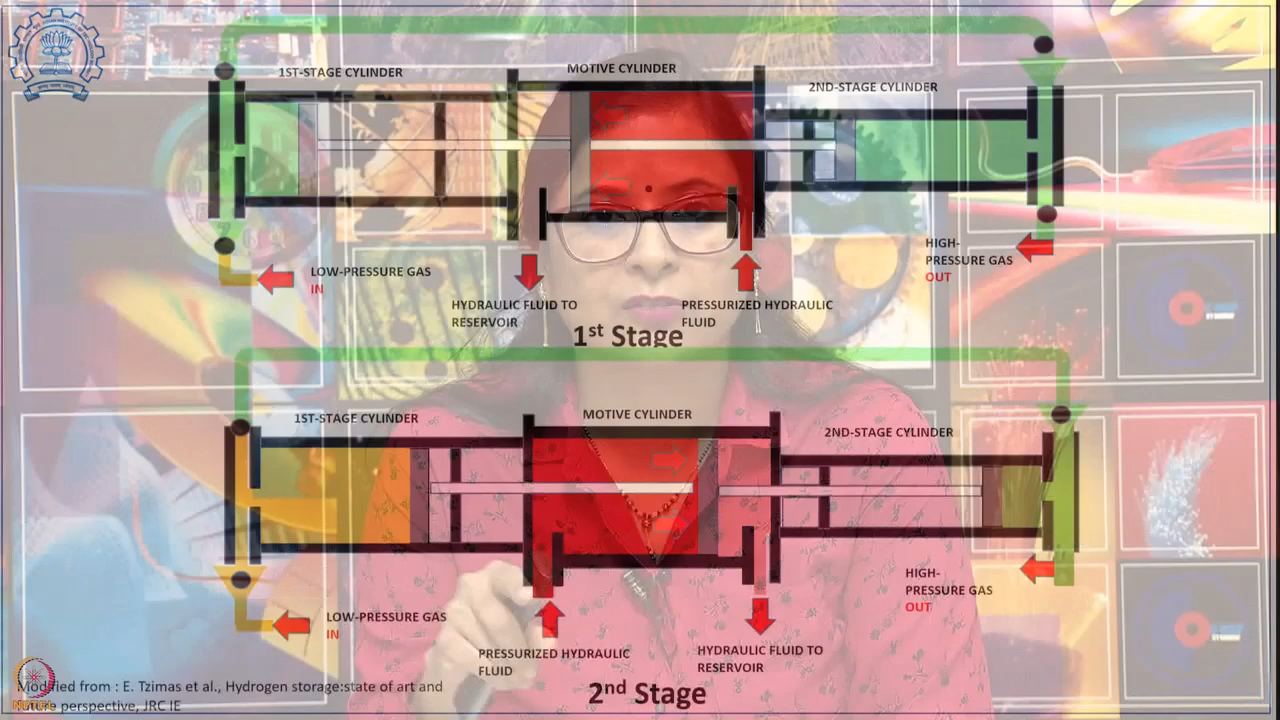 1ST-STAGE CYLINDER
MOTIVE CYLINDER
2ND-STAGE CYLINDER
LOW-PRESSURE GAS
IN
HYDRAULIC FLUID TO
RESERVOIR
PRESSURIZED HYDRAULIC
FLUID
HIGH-
PRESSURE GAS
OUT
1st Stage
1ST-STAGE CYLINDER
MOTIVE CYLINDER
2ND-STAGE CYLINDER
LOW-PRESSURE GAS
IN
PRESSURIZED HYDRAULIC
FLUID
HYDRAULIC FLUID TO
RESERVOIR
HIGH-
PRESSURE GAS
OUT
2nd Stage
Modified from : E. Tzimas et al., Hydrogen storage:state of art and
future perspective, JRC IE
NPTEL